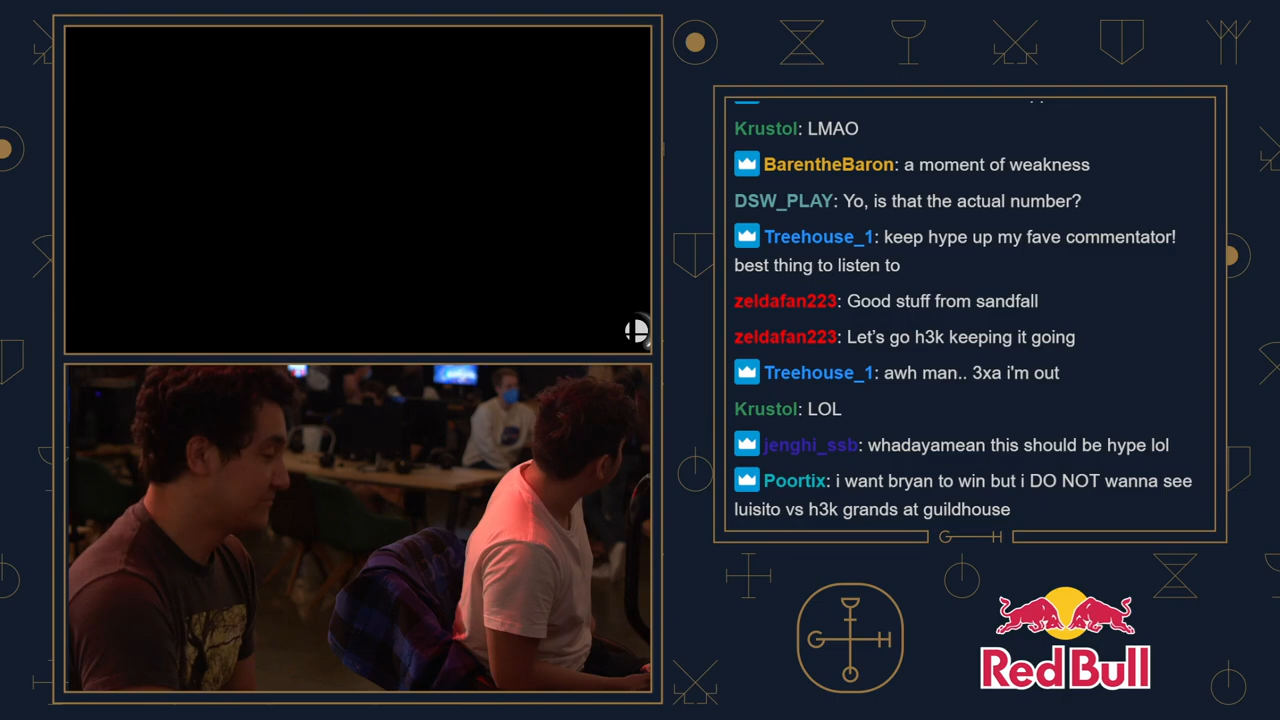 Krustol: LMAO
BarentheBaron: a moment of weakness
DSW_PLAY: Yo, is that the actual number?
Treehouse_1: keep hype up my fave commentator!
best thing to listen to
zeldafan223: Good stuff from sandfall
zeldafan223: Let's go h3k keeping it going
Treehouse_1: awh man.. 3xa i'm out
Krustol: LOL
jenghi_ssb: whadayamean this should be hype lol
Poortix: i want bryan to win but i DO NOT wanna see
luisito vs h3k grands at guildhouse
G H
G H
Red Bull